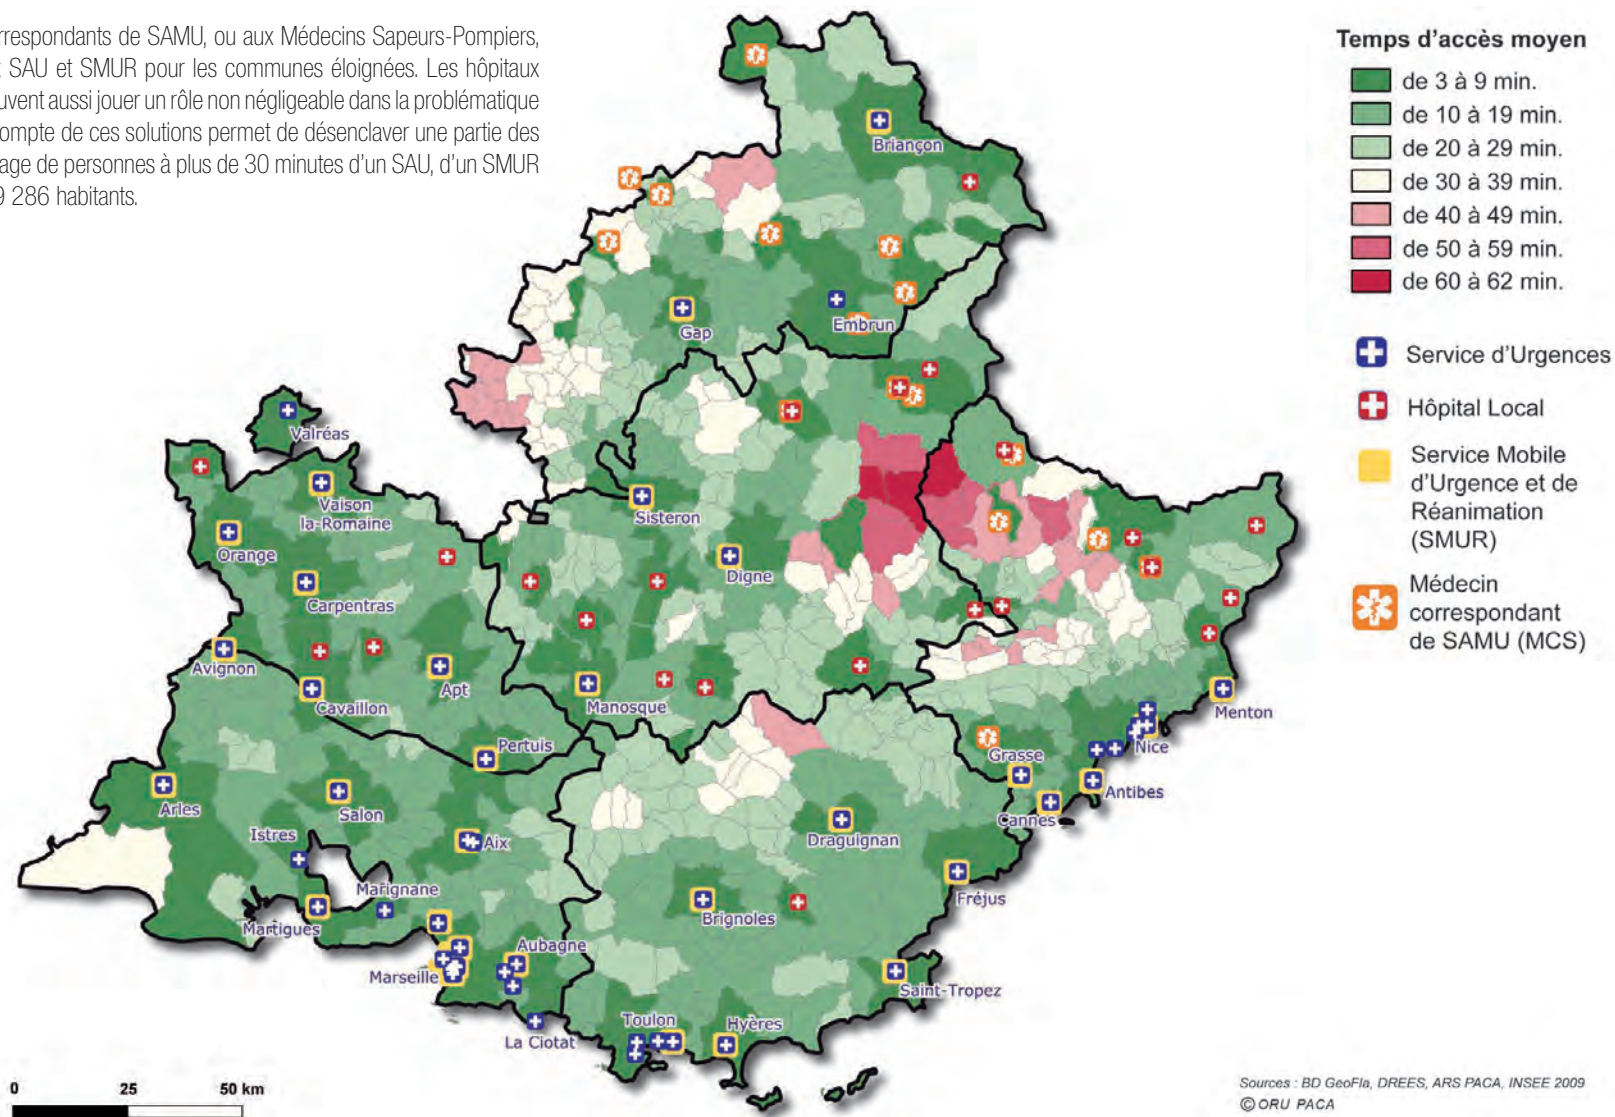 rrespondants de SAMU, ou aux Médecins Sapeurs-Pompiers,
SAU et SMUR pour les communes éloignées. Les hôpitaux
uvent aussi jouer un rôle non négligeable dans la problématique
compte de ces solutions permet de désenclaver une partie des
age de personnes à plus de 30 minutes d'un SAU, d'un SMUR
9 286 habitants.
Temps d'accès moyen
de 3 à 9 min.
de 10 à 19 min.
de 20 à 29 min.
de 30 à 39 min.
de 40 à 49 min.
de 50 à 59 min.
de 60 à 62 min.
Service d'Urgences
Hôpital Local
Service Mobile
d'Urgence et de
Réanimation
(SMUR)
Médecin
correspondant
de SAMU (MCS)
Briançon
Gap
Embrun
Valréas
Vaison
la-Romaine
Sisteron
Orange
Digne
Carpentras
Avignon
Apt
Cavaillon
Manosque
Menton
Pertuis
Nice
Grasse
Arles
Salon
Antibes
Cannes
Istres
Aix
Draguignan
Marignane
Fréjus
Brignoles
Martigues
Aubagne
Marseille
Saint-Tropez
Toulon
Hyères
La Ciotat
0 25 50 km
Sources : BD GeoFla, DREES, ARS PACA, INSEE 2009
© ORU PACA